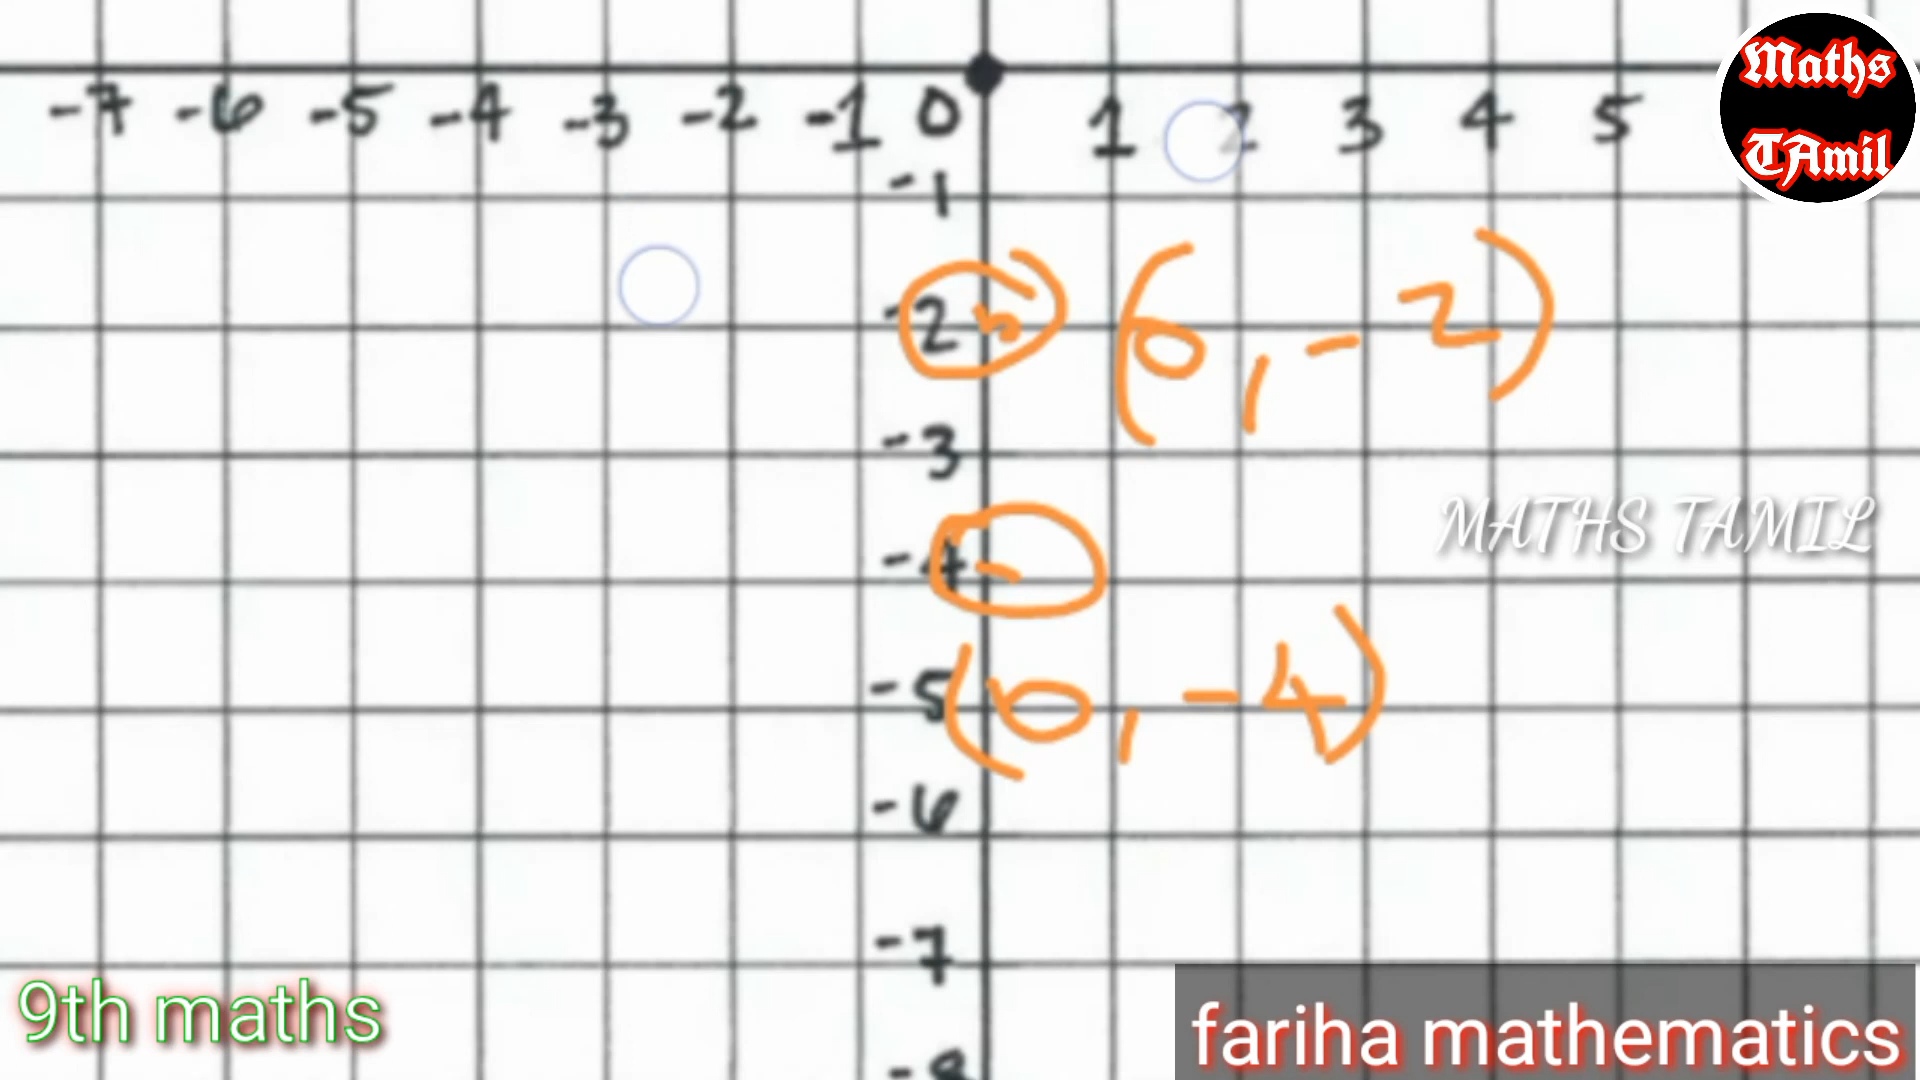 Maths
TAmil
-7 -6 -5 -4 -3 -2 -1 0 1 2 3 4 5
-1
-2 (0, -2)
-3
MATHS TAMIL
-4
-5 (0, -4)
-6
-7
9th maths
fariha mathematics
-8